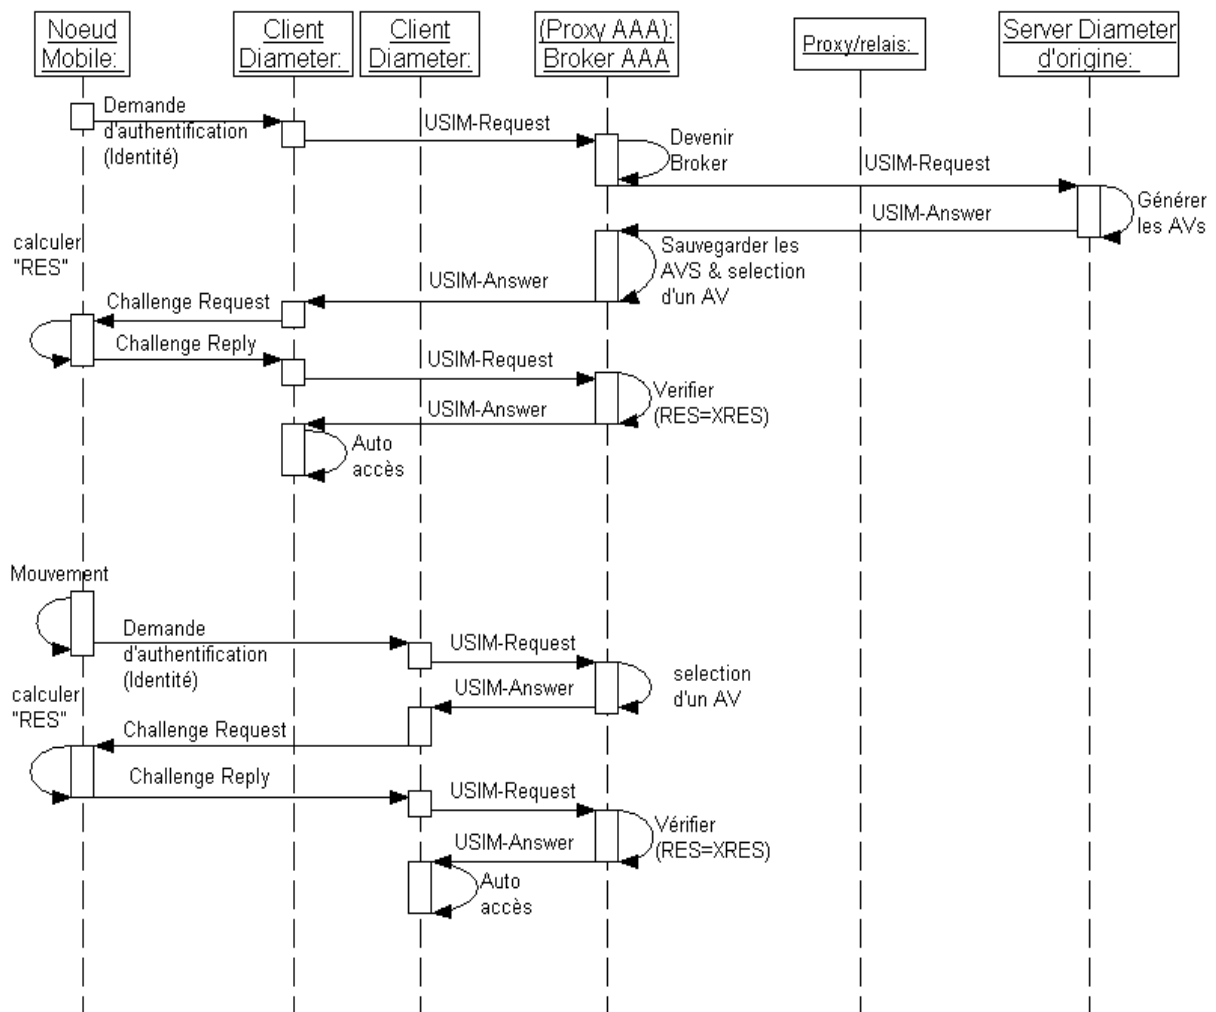 Noeud
Mobile:
Client
Diameter:
Client
Diameter:
(Proxy AAA):
Broker AAA
Proxy/relais:
Server Diameter
d'origine:
Demande
d'authentification
(Identité)
USIM-Request
Devenir
Broker
USIM-Request
Générer
les AVs
USIM-Answer
calculer
"RES"
Sauvegarder les
AVS & selection
d'un AV
USIM-Answer
Challenge Request
Challenge Reply
USIM-Request
Verifier
(RES=XRES)
USIM-Answer
Auto
accès
Mouvement
Demande
d'authentification
(Identité)
USIM-Request
selection
d'un AV
USIM-Answer
calculer
"RES"
Challenge Request
Challenge Reply
USIM-Request
Vérifier
(RES=XRES)
USIM-Answer
Auto
accès